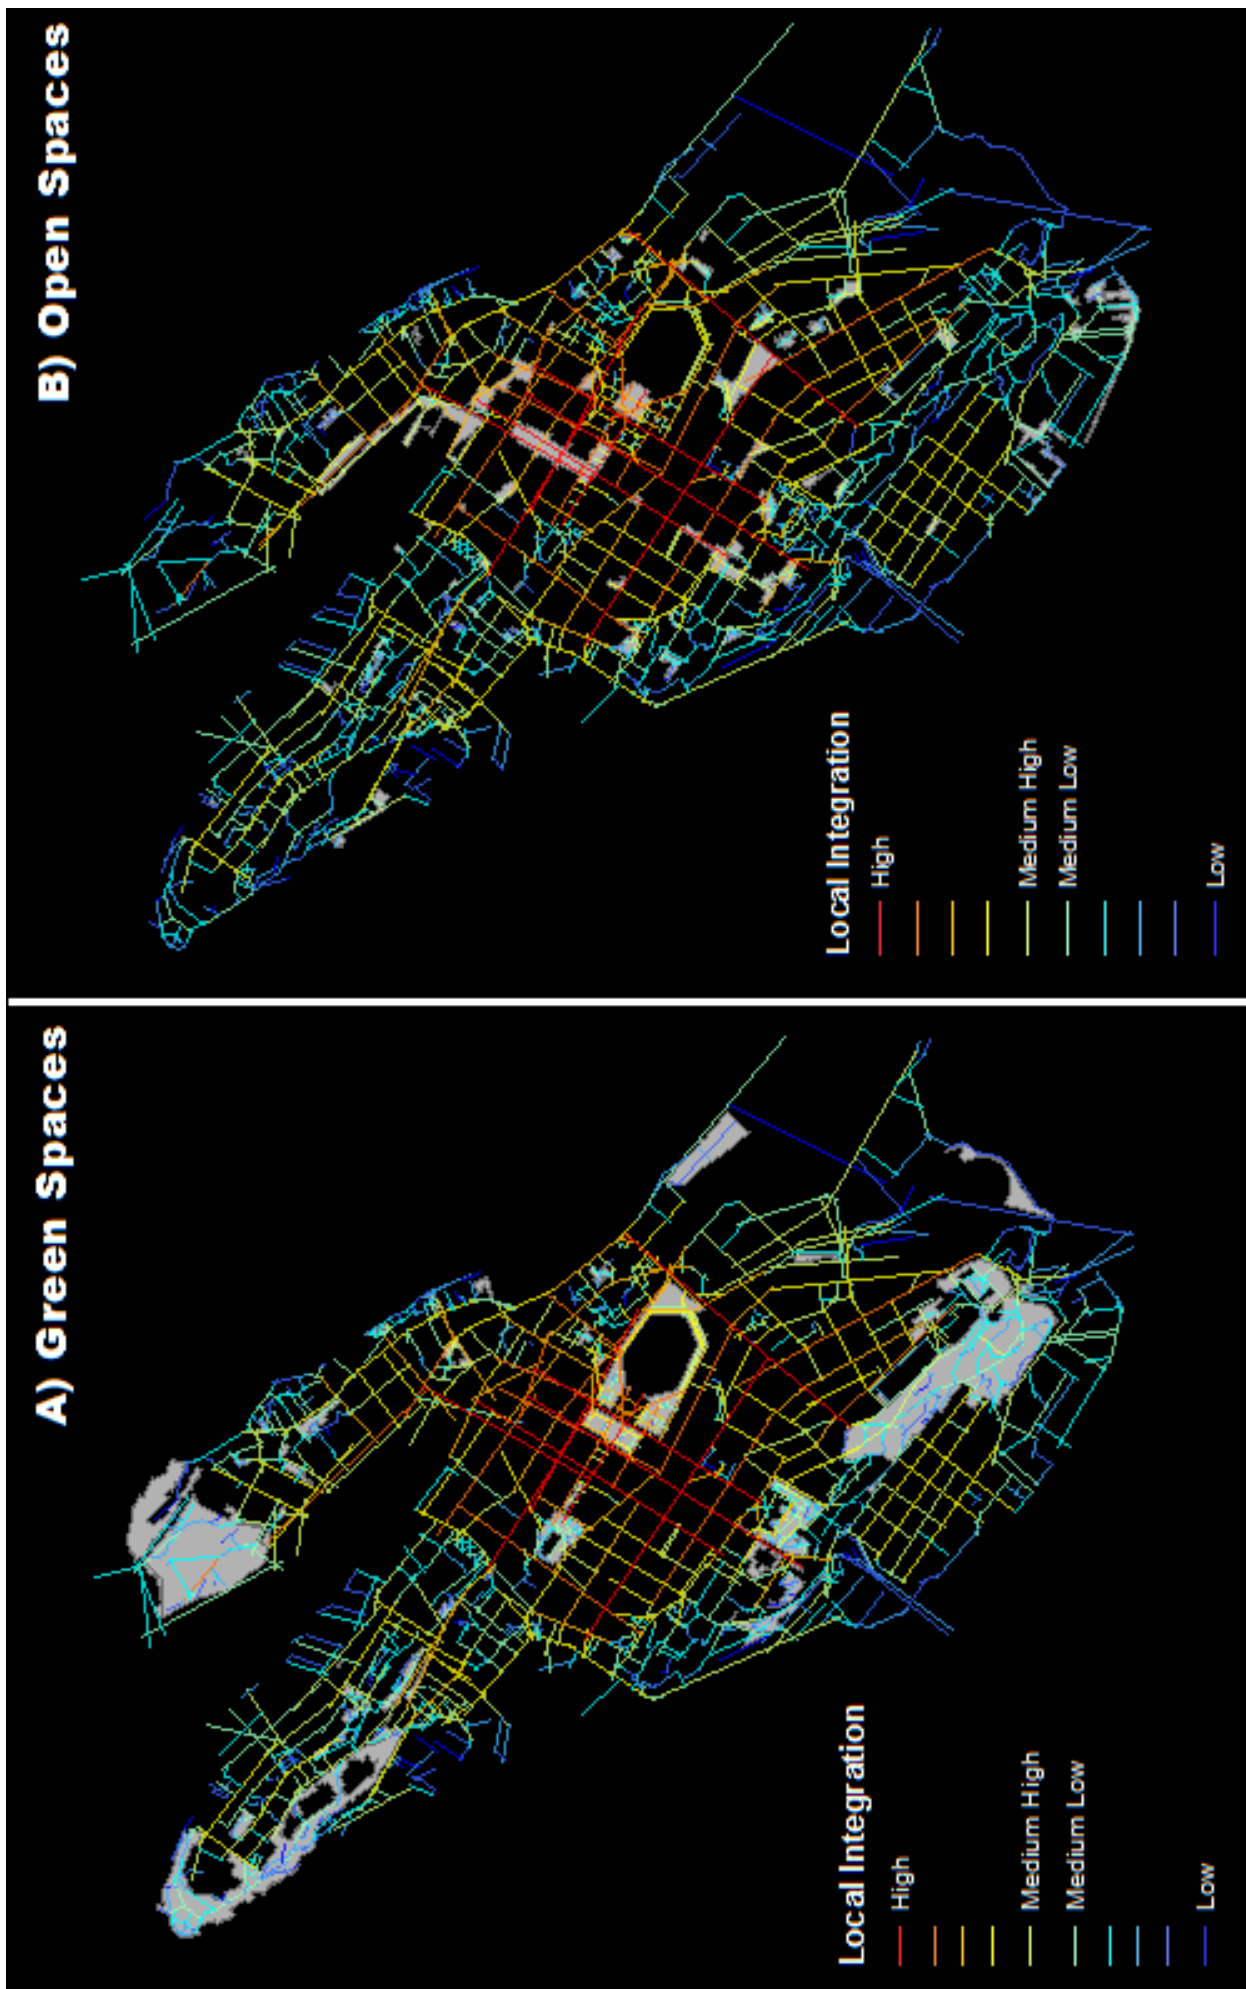 A) Green Spaces
Local Integration
High
Medium High
Medium Low
Low
B) Open Spaces
Local Integration
High
Medium High
Medium Low
Low